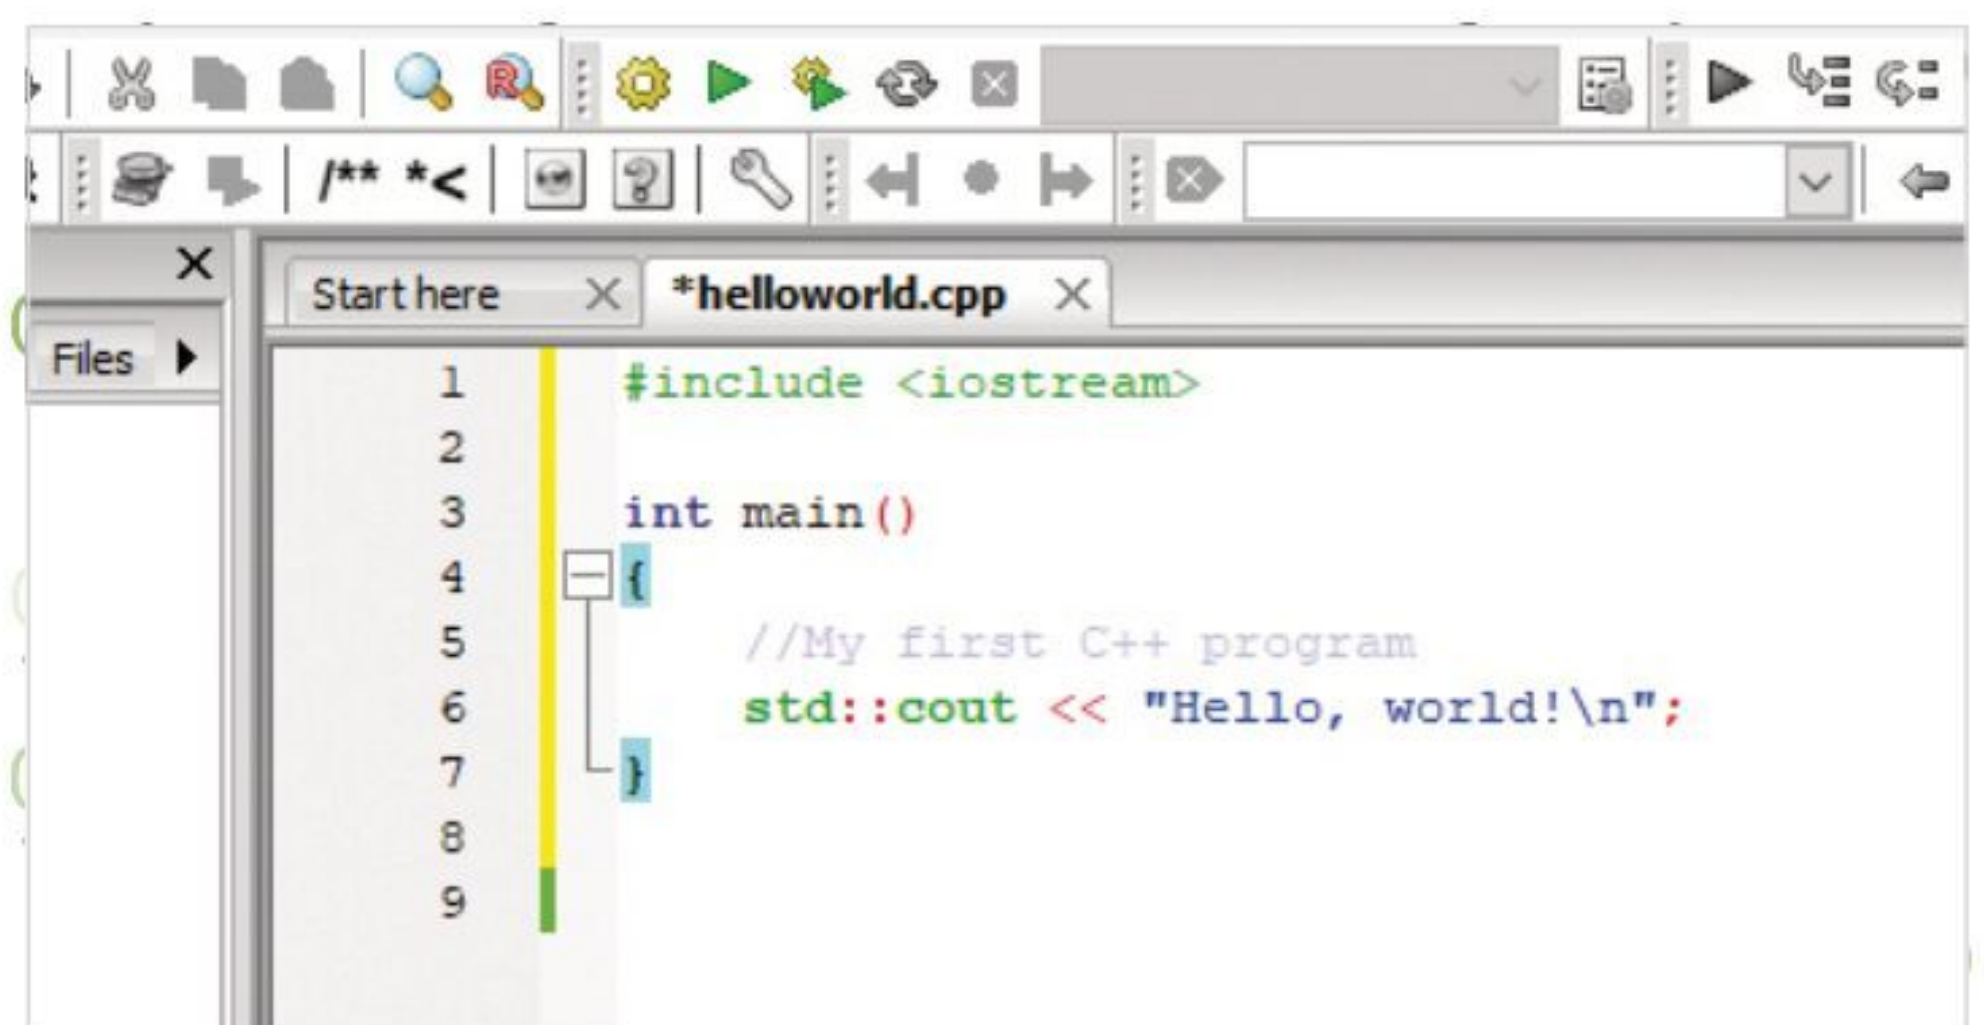 /** *<
Start here *helloworld.cpp
Files
1 #include <iostream>
2
3 int main()
4 {
5 //My first C++ program
6 std::cout << "Hello, world!\n";
7 }
8
9